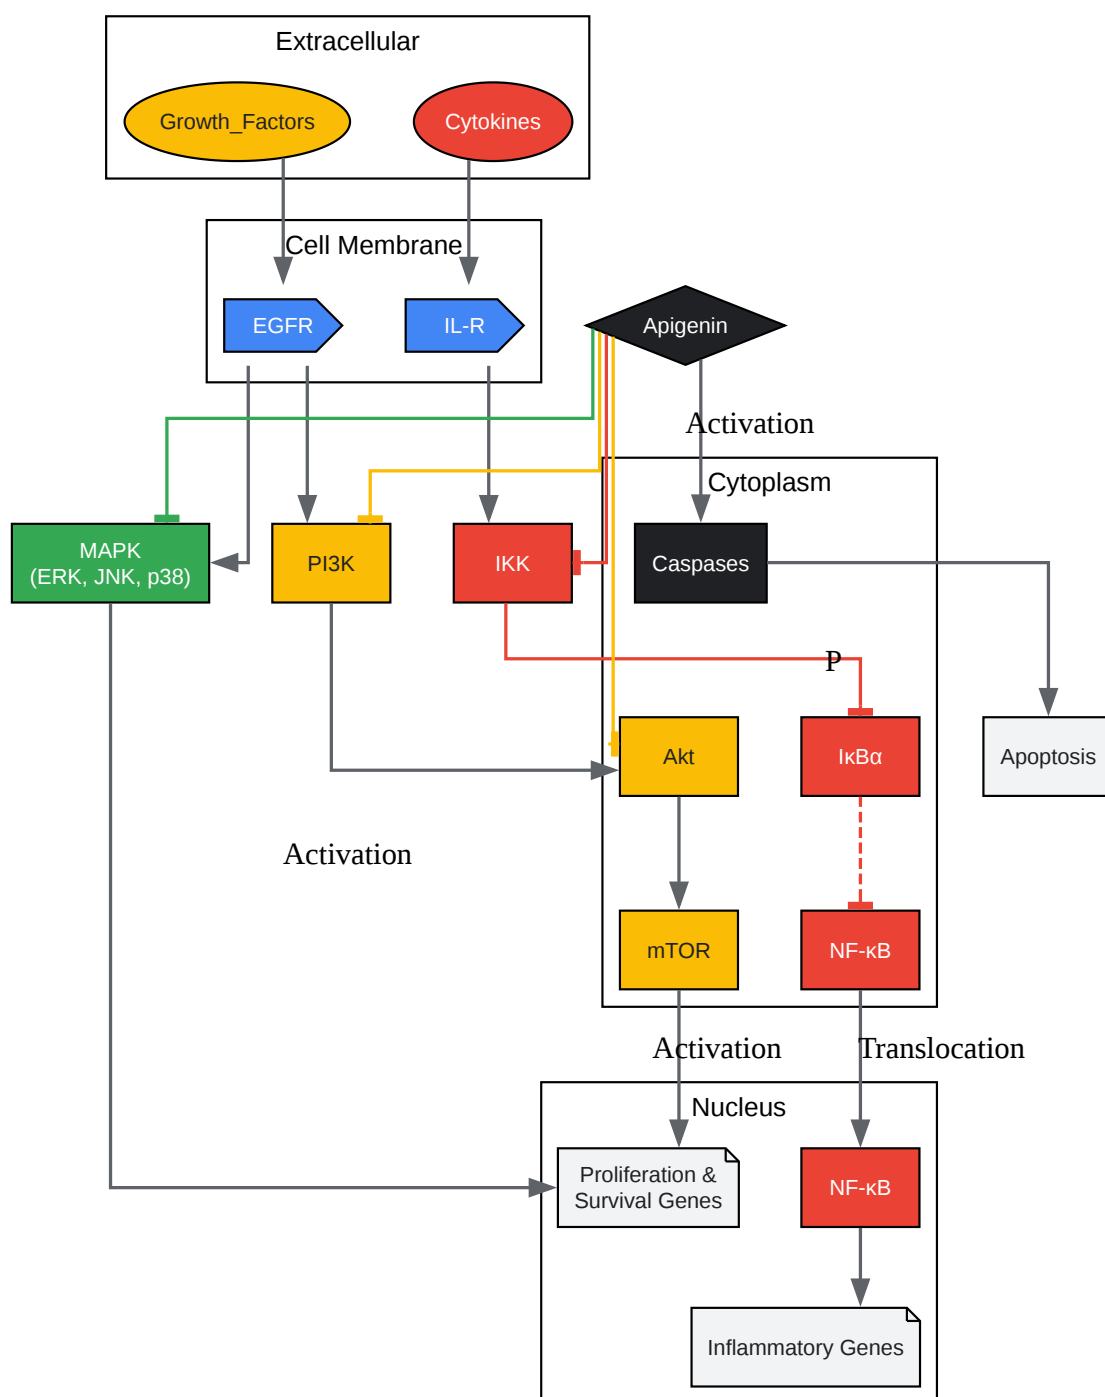 Extracellular
Growth_Factors
Cytokines
Cell Membrane
EGFR
IL-R
Apigenin
Activation
Cytoplasm
MAPK
(ERK, JNK, p38)
PI3K
IKK
Caspases
P
Akt
IκBα
Apoptosis
Activation
mTOR
NF-κB
Activation
Translocation
Nucleus
Proliferation &
Survival Genes
NF-κB
Inflammatory Genes